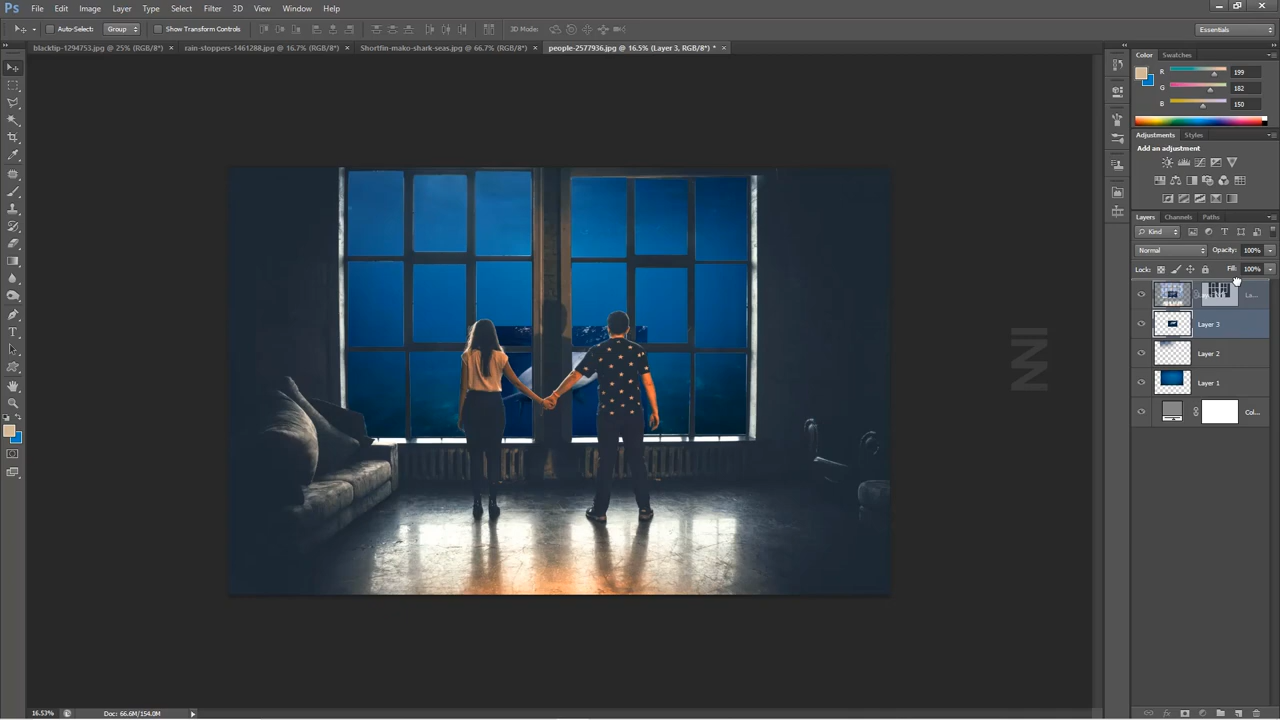 Ps File Edit Image Layer Type Select Filter 3D View Window Help
Auto-Select: Group Show Transform Controls 3D Mode: Essentials
blacktip-1294753.jpg @ 25% (RGB/8*) × rain-stoppers-1461288.jpg @ 16.7% (RGB/8*) × Shortfin-mako-shark-seas.jpg @ 66.7% (RGB/8*) × people-2577936.jpg @ 16.5% (Layer 3, RGB/8*) * ×
Color Swatches
R 199
G 182
B 150
Adjustments Styles
Add an adjustment
Layers Channels Paths
Kind
Normal Opacity: 100%
Lock: Fill: 100%
La...
Layer 3
Layer 2
Layer 1
Col...
IN
16.53% Doc: 66.6M/154.0M